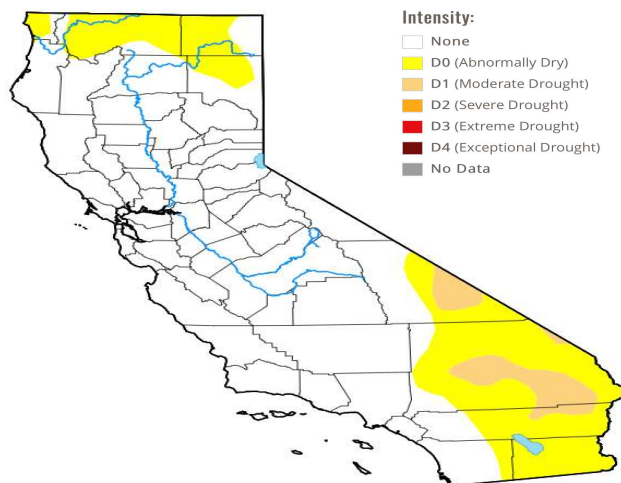 Intensity:
None
D0 (Abnormally Dry)
D1 (Moderate Drought)
D2 (Severe Drought)
D3 (Extreme Drought)
D4 (Exceptional Drought)
No Data